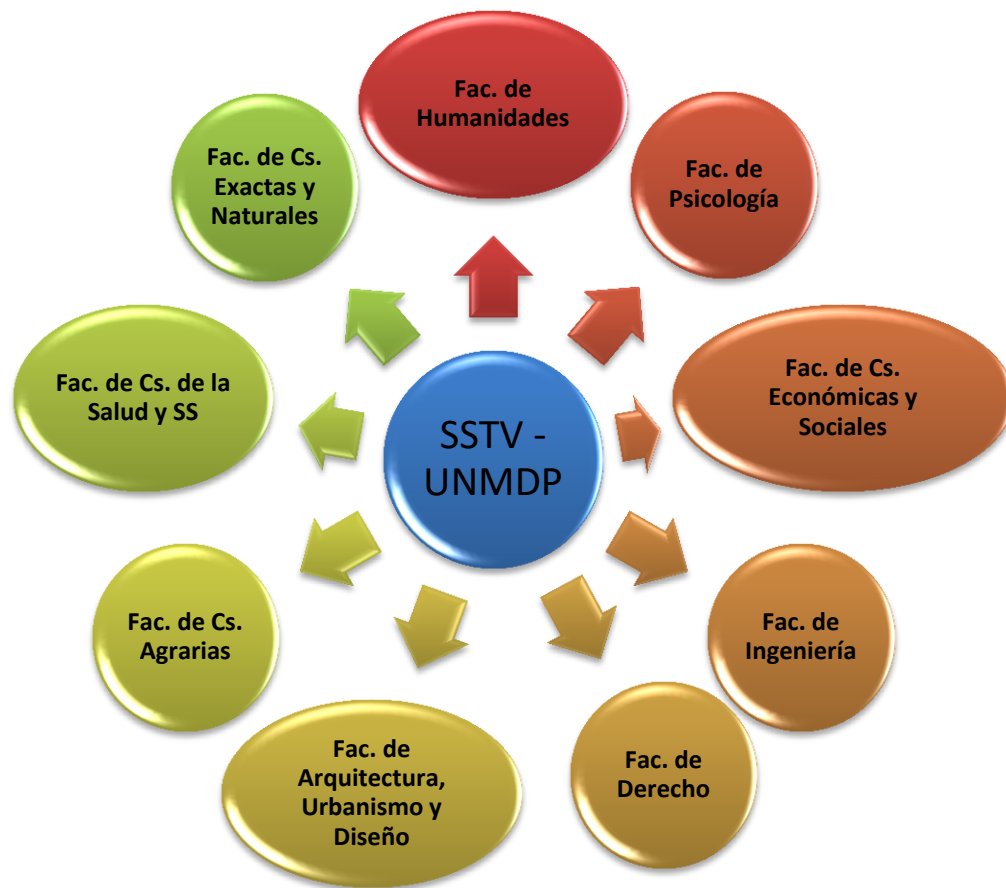 Fac. de
Humanidades
Fac. de
Psicología
Fac. de Cs.
Económicas y
Sociales
Fac. de
Ingeniería
Fac. de
Derecho
Fac. de
Arquitectura,
Urbanismo y
Diseño
Fac. de Cs.
Agrarias
Fac. de Cs. de la
Salud y SS
Fac. de Cs.
Exactas y
Naturales
SSTV -
UNMDP